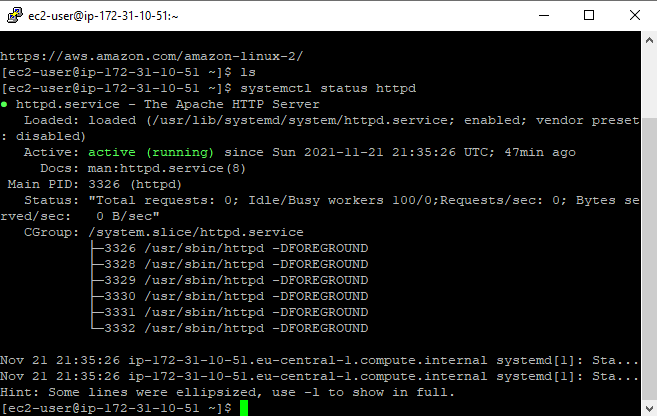 ec2-user@ip-172-31-10-51:~
https://aws.amazon.com/amazon-linux-2/
[ec2-user@ip-172-31-10-51 ~]$ ls
[ec2-user@ip-172-31-10-51 ~]$ systemctl status httpd
● httpd.service - The Apache HTTP Server
   Loaded: loaded (/usr/lib/systemd/system/httpd.service; enabled; vendor preset
: disabled)
   Active: active (running) since Sun 2021-11-21 21:35:26 UTC; 47min ago
     Docs: man:httpd.service(8)
 Main PID: 3326 (httpd)
   Status: "Total requests: 0; Idle/Busy workers 100/0;Requests/sec: 0; Bytes se
rved/sec:   0 B/sec"
   CGroup: /system.slice/httpd.service
           ├─3326 /usr/sbin/httpd -DFOREGROUND
           ├─3328 /usr/sbin/httpd -DFOREGROUND
           ├─3329 /usr/sbin/httpd -DFOREGROUND
           ├─3330 /usr/sbin/httpd -DFOREGROUND
           ├─3331 /usr/sbin/httpd -DFOREGROUND
           └─3332 /usr/sbin/httpd -DFOREGROUND
Nov 21 21:35:26 ip-172-31-10-51.eu-central-1.compute.internal systemd[1]: Sta...
Nov 21 21:35:26 ip-172-31-10-51.eu-central-1.compute.internal systemd[1]: Sta...
Hint: Some lines were ellipsized, use -l to show in full.
[ec2-user@ip-172-31-10-51 ~]$